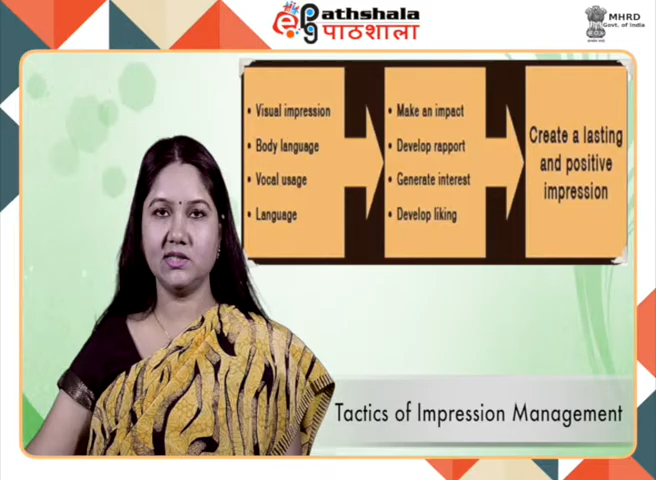 ePathshala
पाठशाला
MHRD
Govt. of India
• Visual impression
• Body language
• Vocal usage
• Language
• Make an impact
• Develop rapport
• Generate interest
• Develop liking
Create a lasting
and positive
impression
Tactics of Impression Management